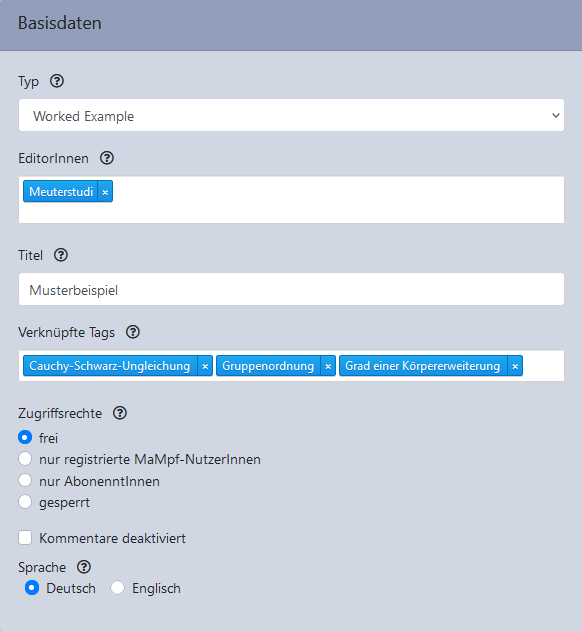 Basisdaten
Typ
Worked Example
EditorInnen
Meuterstudi ×
Titel
Musterbeispiel
Verknüpfte Tags
Cauchy-Schwarz-Ungleichung × Gruppenordnung × Grad einer Körpererweiterung ×
Zugriffsrechte
frei
nur registrierte MaMpf-NutzerInnen
nur AbonenntInnen
gesperrt
Kommentare deaktiviert
Sprache
Deutsch Englisch